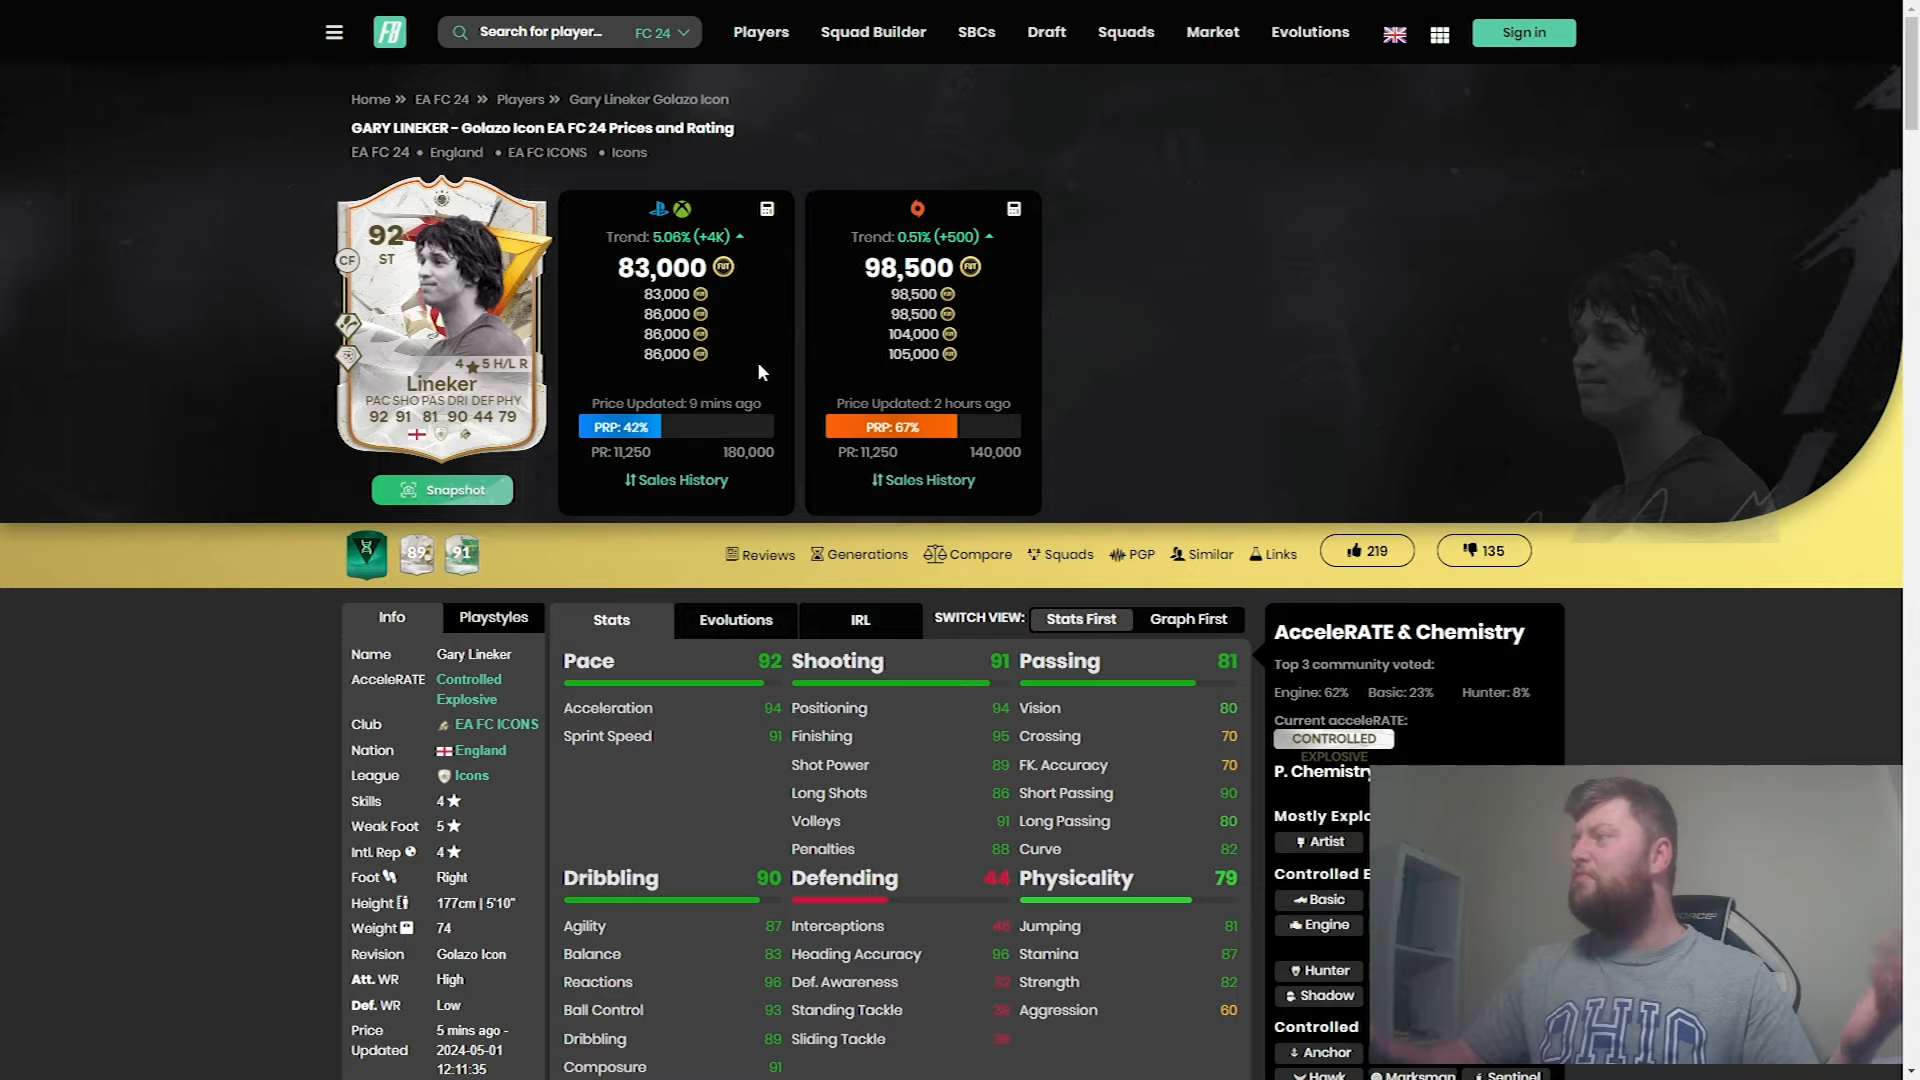 FB Search for player... FC 24 Players Squad Builder SBCs Draft Squads Market Evolutions Sign in
Home » EA FC 24 » Players » Gary Lineker Golazo Icon
GARY LINEKER - Golazo Icon EA FC 24 Prices and Rating
EA FC 24 • England • EA FC ICONS • Icons
92
ST
CF
4★5 H/L R
Lineker
PAC SHO PAS DRI DEF PHY
92 91 81 90 44 79
Snapshot
Trend: 5.06% (+4K)
83,000
83,000
86,000
86,000
86,000
Price Updated: 9 mins ago
PRP: 42%
PR: 11,250 180,000
Sales History
Trend: 0.51% (+500)
98,500
98,500
98,500
104,000
105,000
Price Updated: 2 hours ago
PRP: 67%
PR: 11,250 140,000
Sales History
89 91 Reviews Generations Compare Squads PGP Similar Links 219 135
Info Playstyles
Name Gary Lineker
AcceleRATE Controlled
Explosive
Club EA FC ICONS
Nation England
League Icons
Skills 4★
Weak Foot 5★
Intl. Rep 4★
Foot Right
Height 177cm | 5'10"
Weight 74
Revision Golazo Icon
Att. WR High
Def. WR Low
Price 5 mins ago -
Updated 2024-05-01
12:11:35
Stats Evolutions IRL SWITCH VIEW: Stats First Graph First
Pace 92
Acceleration 94
Sprint Speed 91
Shooting 91
Positioning 94
Finishing 95
Shot Power 89
Long Shots 86
Volleys 91
Penalties 88
Passing 81
Vision 80
Crossing 70
FK. Accuracy 70
Short Passing 90
Long Passing 80
Curve 82
Dribbling 90
Agility 87
Balance 83
Reactions 96
Ball Control 93
Dribbling 89
Composure 91
Defending 44
Interceptions
Heading Accuracy 96
Def. Awareness
Standing Tackle
Sliding Tackle
Physicality 79
Jumping 81
Stamina 87
Strength 82
Aggression 60
AcceleRATE & Chemistry
Top 3 community voted:
Engine: 62% Basic: 23% Hunter: 8%
Current acceleRATE:
CONTROLLED
EXPLOSIVE
P. Chemistry
Mostly Explo
Artist
Controlled E
Basic
Engine
Hunter
Shadow
Controlled
Anchor
Hawk Marksman Sentinel
OHIO